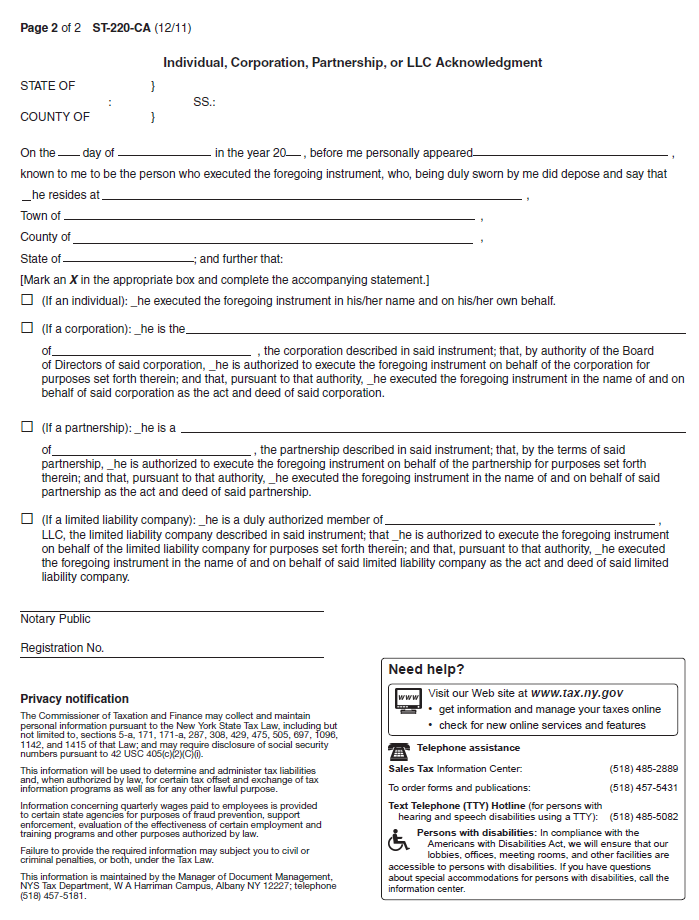 Page 2 of 2 ST-220-CA (12/11)
Individual, Corporation, Partnership, or LLC Acknowledgment
STATE OF }
: SS.:
COUNTY OF }
On the ___ day of ___ in the year 20__ , before me personally appeared___ ,
known to me to be the person who executed the foregoing instrument, who, being duly sworn by me did depose and say that
_he resides at ___ ,
Town of ___ ,
County of ___ ,
State of ___; and further that:
[Mark an X in the appropriate box and complete the accompanying statement.]
☐ (If an individual): _he executed the foregoing instrument in his/her name and on his/her own behalf.
☐ (If a corporation): _he is the___
of___ , the corporation described in said instrument; that, by authority of the Board
of Directors of said corporation, _he is authorized to execute the foregoing instrument on behalf of the corporation for
purposes set forth therein; and that, pursuant to that authority, _he executed the foregoing instrument in the name of and on
behalf of said corporation as the act and deed of said corporation.
☐ (If a partnership): _he is a ___
of___ , the partnership described in said instrument; that, by the terms of said
partnership, _he is authorized to execute the foregoing instrument on behalf of the partnership for purposes set forth
therein; and that, pursuant to that authority, _he executed the foregoing instrument in the name of and on behalf of said
partnership as the act and deed of said partnership.
☐ (If a limited liability company): _he is a duly authorized member of ___ ,
LLC, the limited liability company described in said instrument; that _he is authorized to execute the foregoing instrument
on behalf of the limited liability company for purposes set forth therein; and that, pursuant to that authority, _he executed
the foregoing instrument in the name of and on behalf of said limited liability company as the act and deed of said limited
liability company.
Notary Public
Registration No.
Privacy notification
The Commissioner of Taxation and Finance may collect and maintain
personal information pursuant to the New York State Tax Law, including but
not limited to, sections 5-a, 171, 171-a, 287, 308, 429, 475, 505, 697, 1096,
1142, and 1415 of that Law; and may require disclosure of social security
numbers pursuant to 42 USC 405(c)(2)(C)(i).
This information will be used to determine and administer tax liabilities
and, when authorized by law, for certain tax offset and exchange of tax
information programs as well as for any other lawful purpose.
Information concerning quarterly wages paid to employees is provided
to certain state agencies for purposes of fraud prevention, support
enforcement, evaluation of the effectiveness of certain employment and
training programs and other purposes authorized by law.
Failure to provide the required information may subject you to civil or
criminal penalties, or both, under the Tax Law.
This information is maintained by the Manager of Document Management,
NYS Tax Department, W A Harriman Campus, Albany NY 12227; telephone
(518) 457-5181.
Need help?
www
Visit our Web site at www.tax.ny.gov
• get information and manage your taxes online
• check for new online services and features
Telephone assistance
Sales Tax Information Center: (518) 485-2889
To order forms and publications: (518) 457-5431
Text Telephone (TTY) Hotline (for persons with
hearing and speech disabilities using a TTY): (518) 485-5082
Persons with disabilities: In compliance with the
Americans with Disabilities Act, we will ensure that our
lobbies, offices, meeting rooms, and other facilities are
accessible to persons with disabilities. If you have questions
about special accommodations for persons with disabilities, call the
information center.